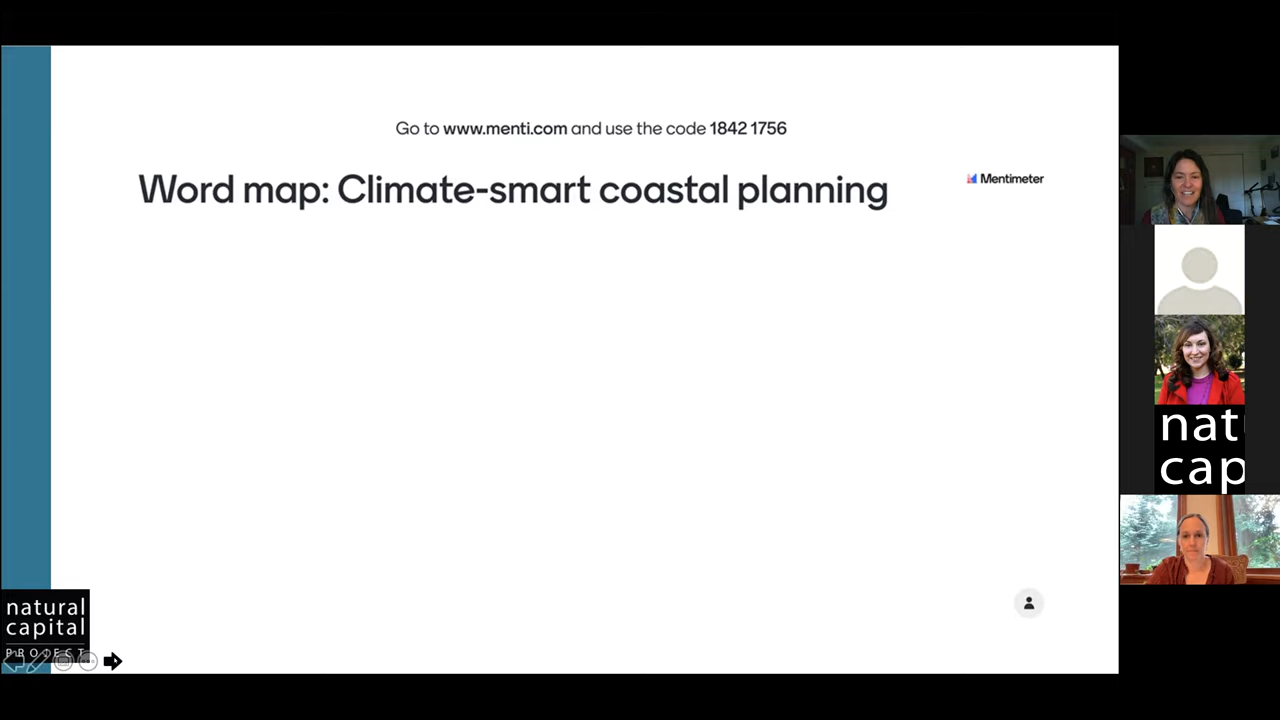 Go to www.menti.com and use the code 1842 1756
Word map: Climate-smart coastal planning
Mentimeter
nat
cap
natural
capital
PROJECT